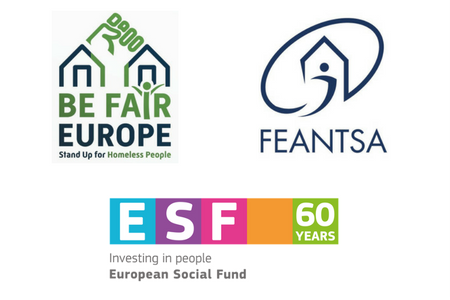 BE FAIR
EUROPE
Stand Up for Homeless People
FEANTSA
ESF 60
YEARS
Investing in people
European Social Fund